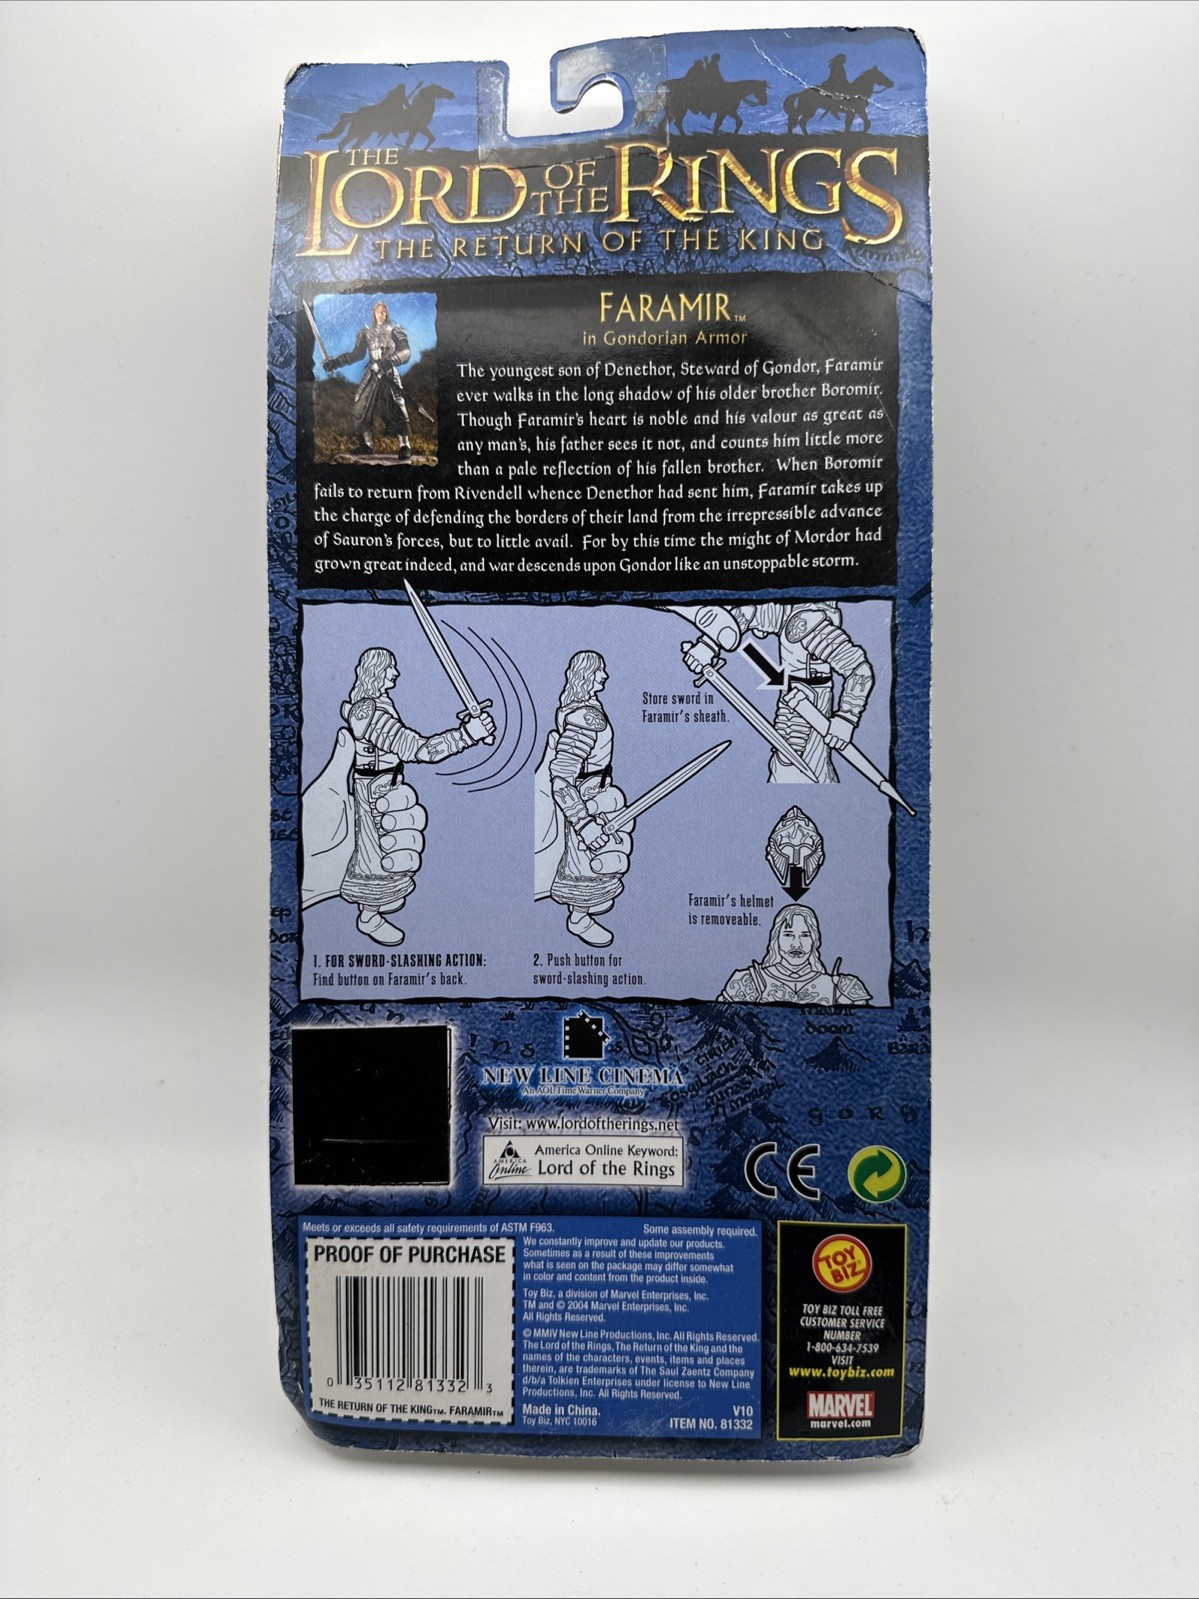 THE
LORD OF THE RINGS
THE RETURN OF THE KING
FARAMIR™
in Gondorian Armor
The youngest son of Denethor, Steward of Gondor, Faramir
ever walks in the long shadow of his older brother Boromir.
Though Faramir's heart is noble and his valour as great as
any man's, his father sees it not, and counts him little more
than a pale reflection of his fallen brother. When Boromir
fails to return from Rivendell whence Denethor had sent him, Faramir takes up
the charge of defending the borders of their land from the irrepressible advance
of Sauron's forces, but to little avail. For by this time the might of Mordor had
grown great indeed, and war descends upon Gondor like an unstoppable storm.
Store sword in
Faramir's sheath.
Faramir's helmet
is removeable.
1. FOR SWORD-SLASHING ACTION:
Find button on Faramir's back.
2. Push button for
sword-slashing action.
NEW LINE CINEMA
An AOL Time Warner Company
Visit: www.lordoftherings.net
AMERICA
Online
America Online Keyword:
Lord of the Rings
CE
Meets or exceeds all safety requirements of ASTM F963.
Some assembly required.
PROOF OF PURCHASE
0 35112 81332 3
THE RETURN OF THE KING™. FARAMIR™
We constantly improve and update our products.
Sometimes as a result of these improvements
what is seen on the package may differ somewhat
in color and content from the product inside.
Toy Biz, a division of Marvel Enterprises, Inc.
TM and © 2004 Marvel Enterprises, Inc.
All Rights Reserved.
© MMIV New Line Productions, Inc. All Rights Reserved.
The Lord of the Rings, The Return of the King and the
names of the characters, events, items and places
therein, are trademarks of The Saul Zaentz Company
d/b/a Tolkien Enterprises under license to New Line
Productions, Inc. All Rights Reserved.
Made in China.
Toy Biz, NYC 10016
V10
ITEM NO. 81332
TOY
BIZ
TOY BIZ TOLL FREE
CUSTOMER SERVICE
NUMBER
1-800-634-7539
VISIT
www.toybiz.com
MARVEL
marvel.com